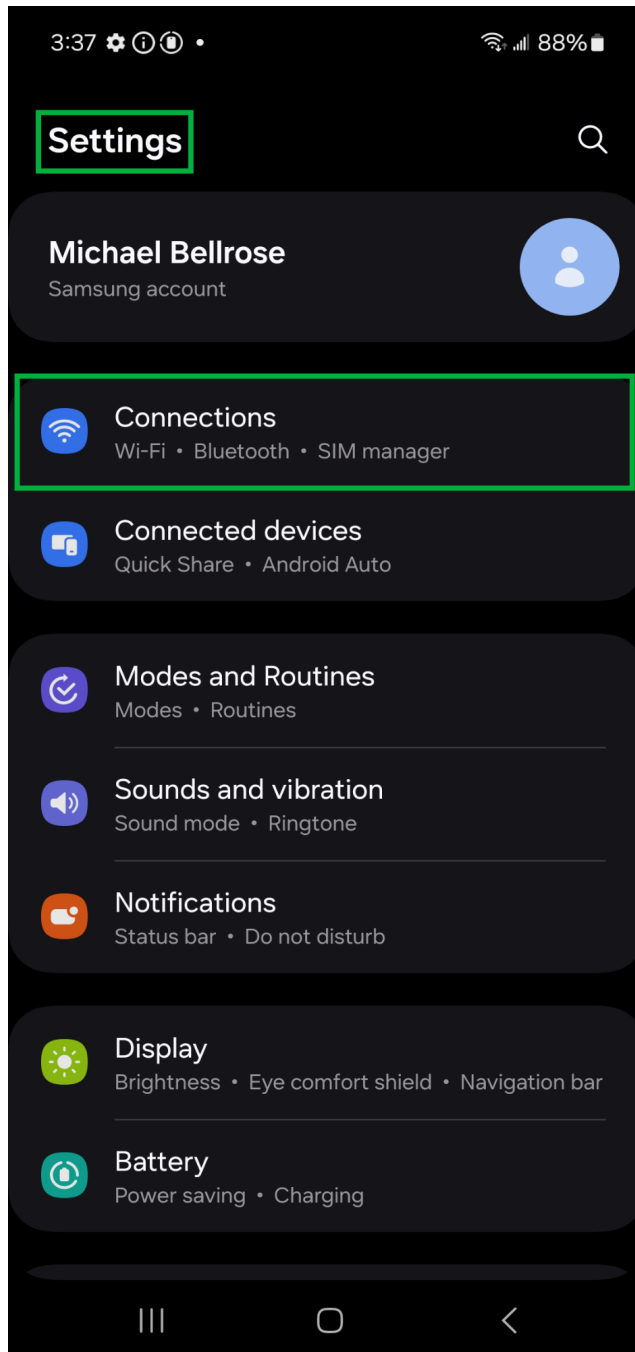 3:37 88%
Settings
Michael Bellrose
Samsung account
Connections
Wi-Fi • Bluetooth • SIM manager
Connected devices
Quick Share • Android Auto
Modes and Routines
Modes • Routines
Sounds and vibration
Sound mode • Ringtone
Notifications
Status bar • Do not disturb
Display
Brightness • Eye comfort shield • Navigation bar
Battery
Power saving • Charging